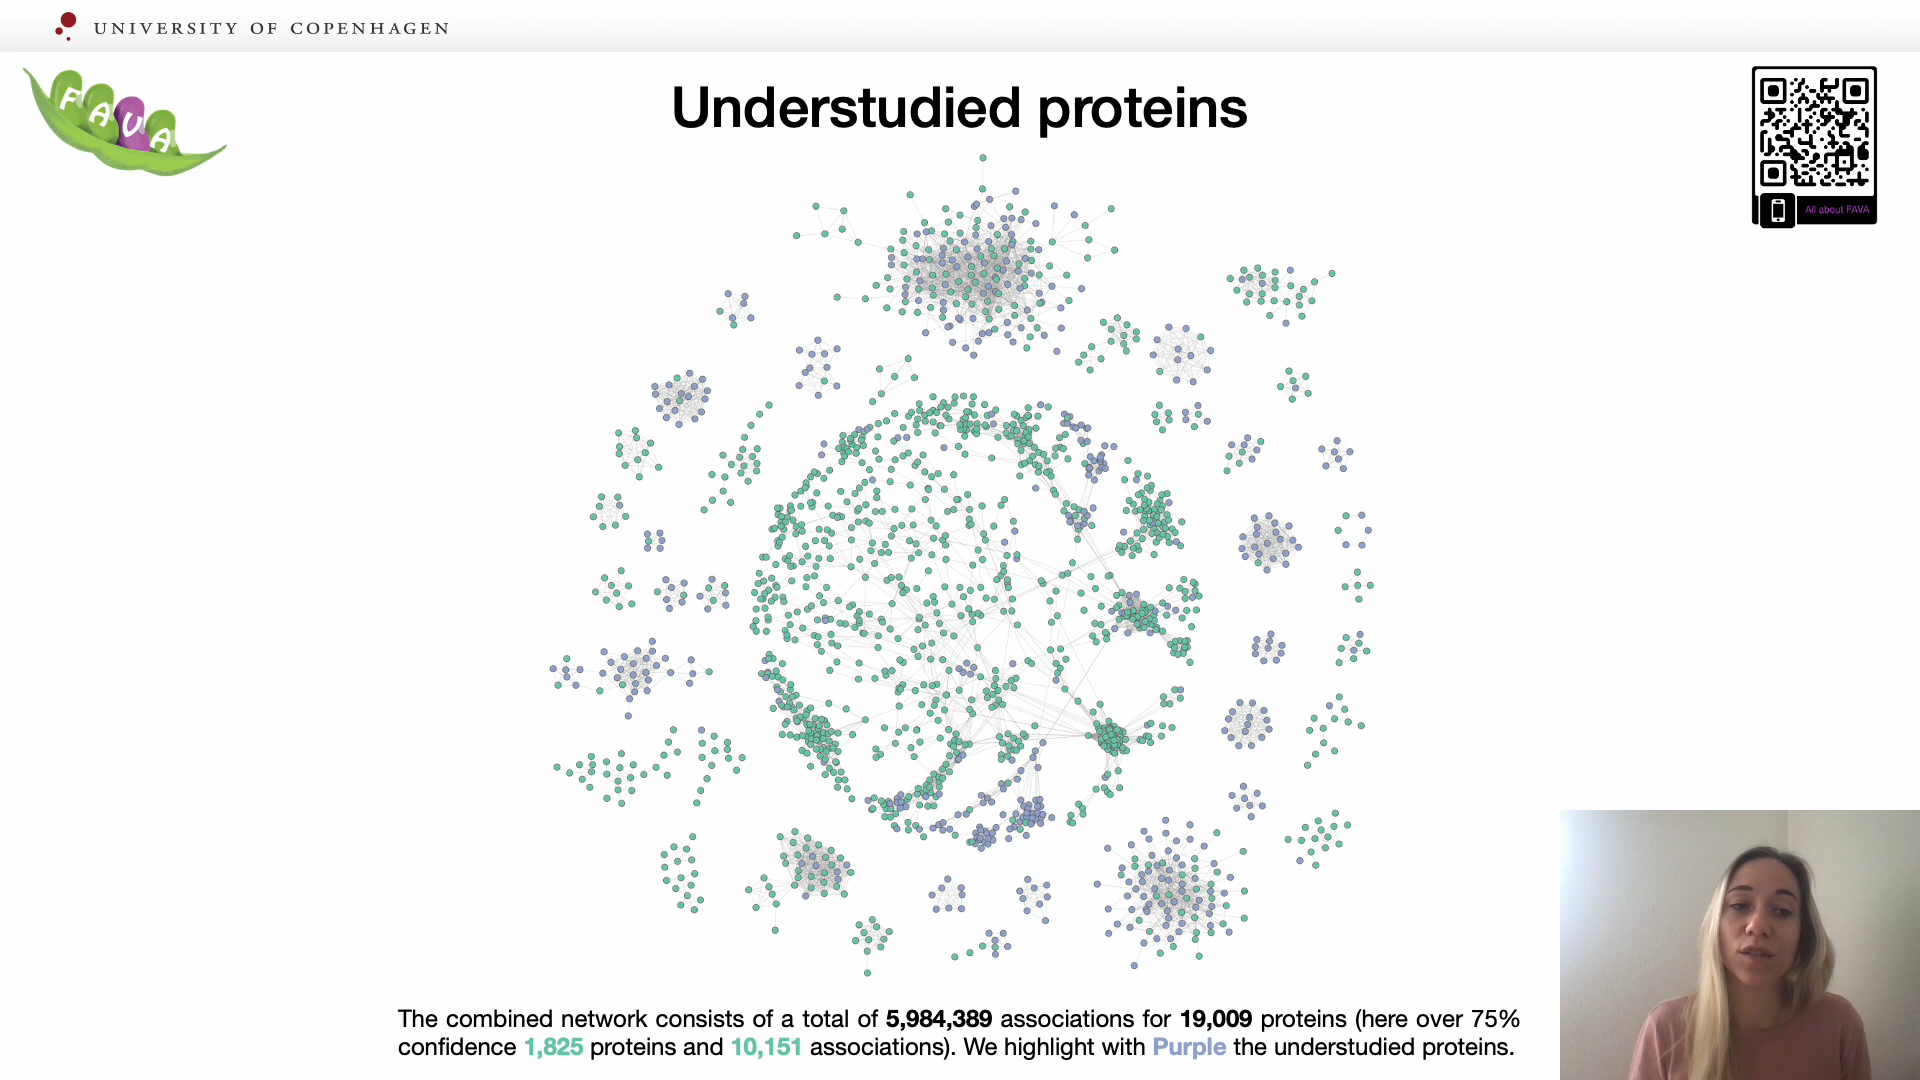 UNIVERSITY OF COPENHAGEN
FAVA
Understudied proteins
All about FAVA
The combined network consists of a total of 5,984,389 associations for 19,009 proteins (here over 75%
confidence 1,825 proteins and 10,151 associations). We highlight with Purple the understudied proteins.